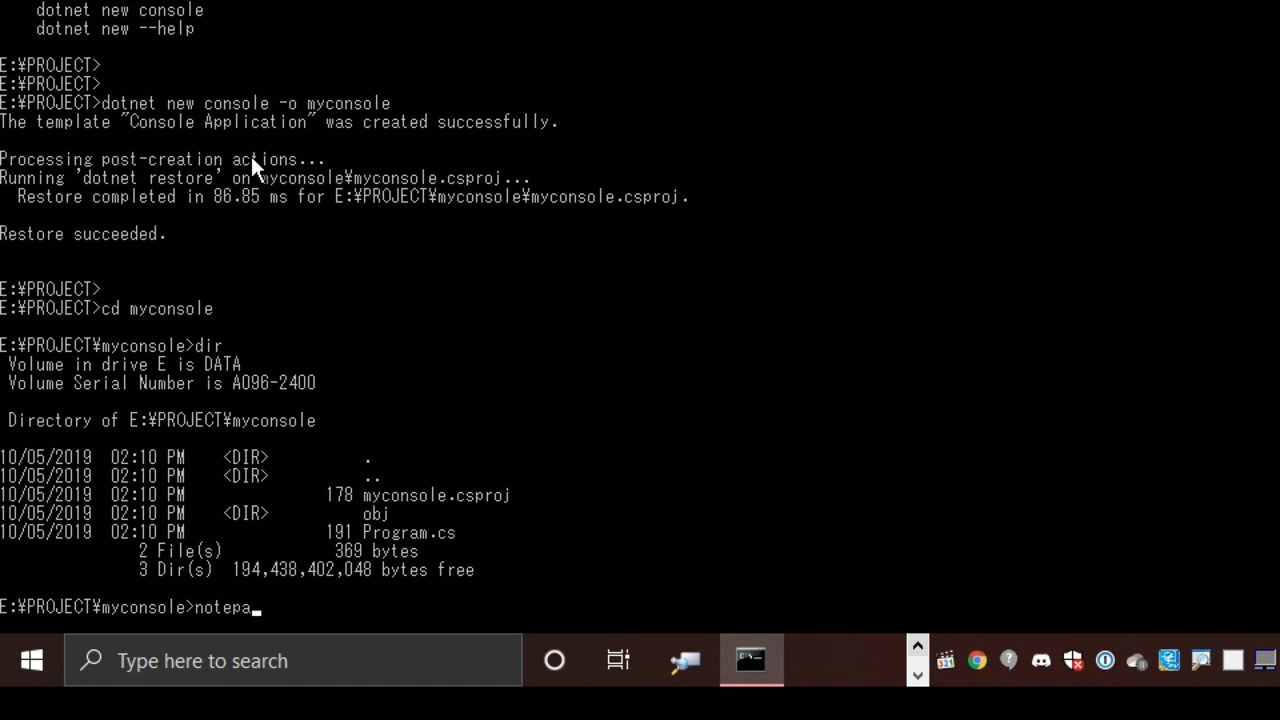 dotnet new console
dotnet new --help
E:¥PROJECT>
E:¥PROJECT>
E:¥PROJECT>dotnet new console -o myconsole
The template "Console Application" was created successfully.
Processing post-creation actions...
Running 'dotnet restore' on myconsole¥myconsole.csproj...
Restore completed in 86.85 ms for E:¥PROJECT¥myconsole¥myconsole.csproj.
Restore succeeded.
E:¥PROJECT>
E:¥PROJECT>cd myconsole
E:¥PROJECT¥myconsole>dir
Volume in drive E is DATA
Volume Serial Number is A096-2400
Directory of E:¥PROJECT¥myconsole
10/05/2019 02:10 PM <DIR> .
10/05/2019 02:10 PM <DIR> ..
10/05/2019 02:10 PM 178 myconsole.csproj
10/05/2019 02:10 PM <DIR> obj
10/05/2019 02:10 PM 191 Program.cs
2 File(s) 369 bytes
3 Dir(s) 194,438,402,048 bytes free
E:¥PROJECT¥myconsole>notepa_
Type here to search